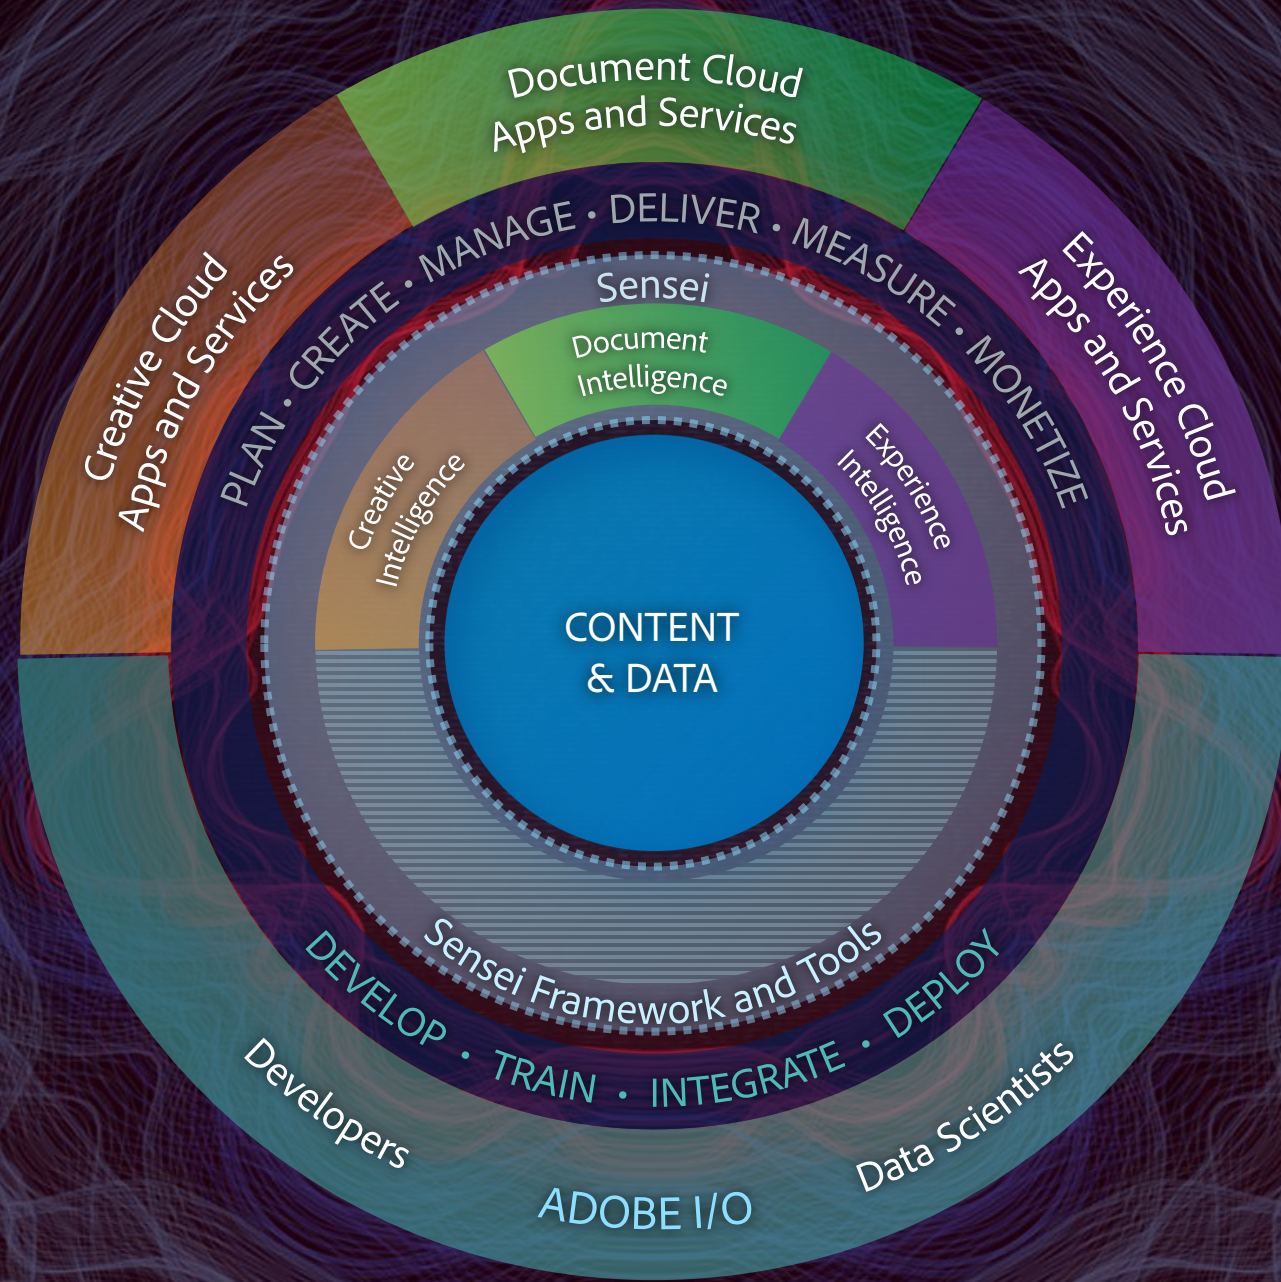 Document Cloud
Apps and Services
Creative Cloud
Apps and Services
Experience Cloud
Apps and Services
PLAN • CREATE • MANAGE • DELIVER • MEASURE • MONETIZE
Sensei
Document
Intelligence
Creative
Intelligence
Experience
Intelligence
CONTENT
& DATA
Sensei Framework and Tools
DEVELOP • TRAIN • INTEGRATE • DEPLOY
Developers
Data Scientists
ADOBE I/O